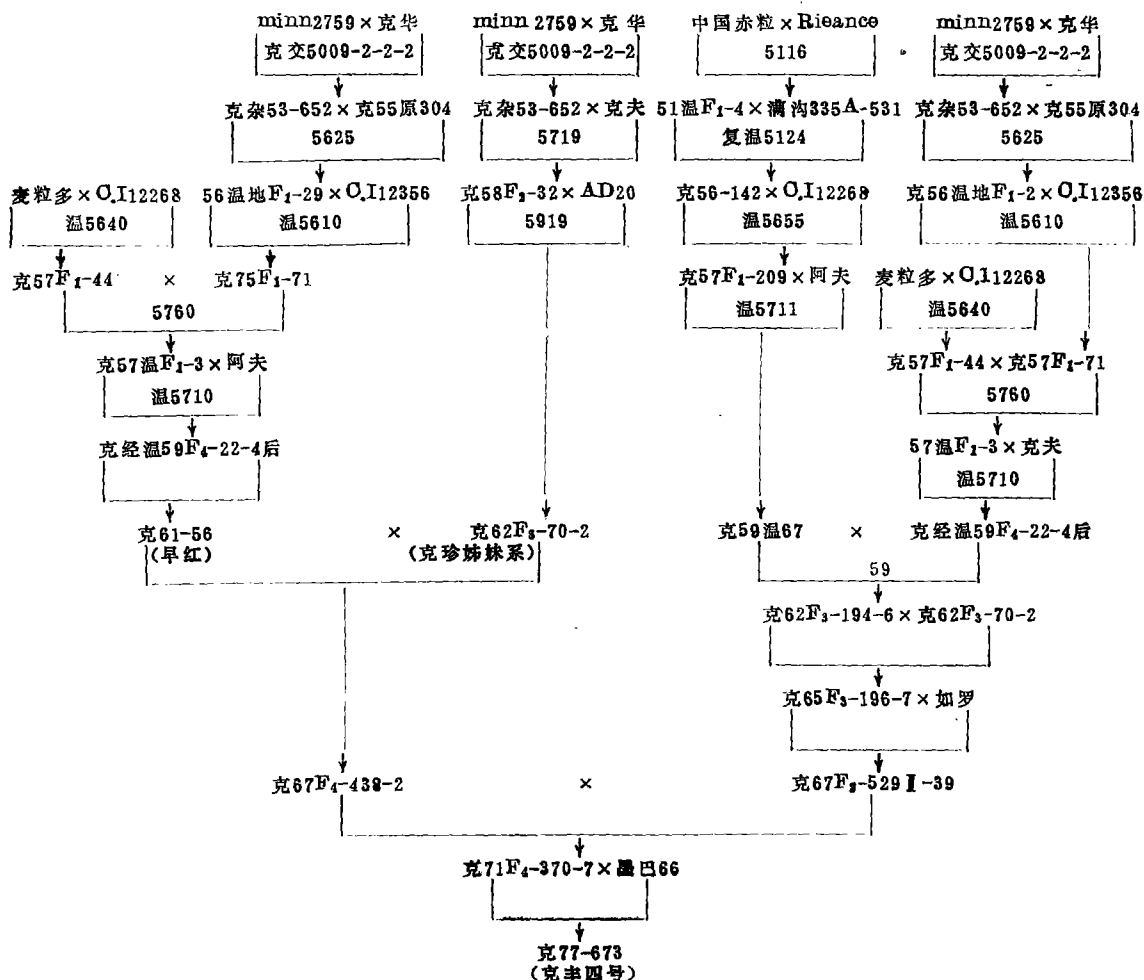 minn2759×克华 minn 2759×克 华 中国赤粒×Rieance minn2759×克华
克交5009-2-2-2 克交5009-2-2-2 5116 克交5009-2-2-2
克杂53-652×克55原304 克杂53-652×克夫 51温F₁-4×满沟335A-531 克杂53-652×克55原304
5625 5719 复温5124 5625
麦粒多×C.I12268 56温地F₁-29×C.I12356 克58F₂-32×AD20 克56-142×C.I12268 克56温地F₁-2×C.I12356
温5640 温5610 5919 温5655 温5610
克57F₁-44 × 克75F₁-71 克57F₁-209×阿夫 麦粒多×C.I12268
5760 温5711 温5640
克57温F₁-3×阿夫 克57F₁-44×克57F₁-71
温5710 5760
克经温59F₄-22-4后 57温F₁-3×克夫
温5710
克61-56 × 克62F₃-70-2 克59温67 × 克经温59F₄-22-4后
(早红) (克珍姊妹系)
59
克62F₃-194-6×克62F₃-70-2
克65F₃-196-7×如罗
克67F₄-438-2 × 克67F₃-529Ⅱ-39
克71F₄-370-7×墨巴66
克77-673
(克丰四号)